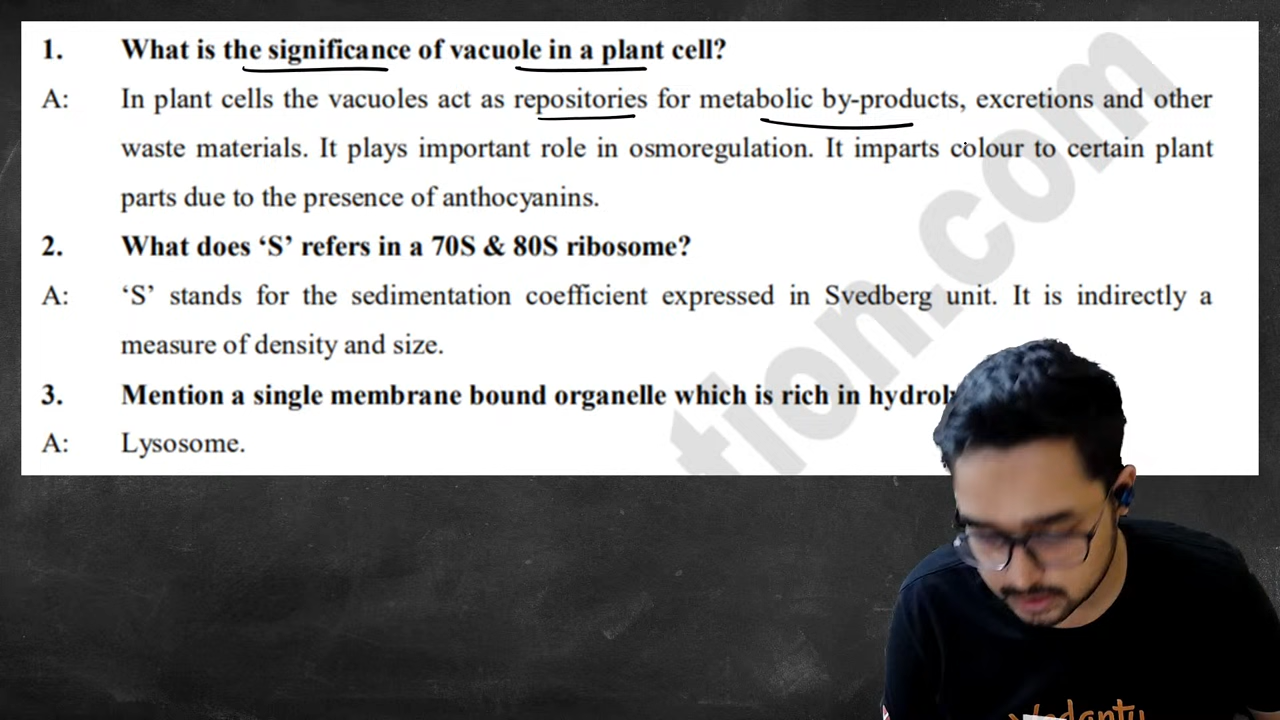 1. What is the significance of vacuole in a plant cell?
A: In plant cells the vacuoles act as repositories for metabolic by-products, excretions and other
waste materials. It plays important role in osmoregulation. It imparts colour to certain plant
parts due to the presence of anthocyanins.
2. What does ‘S’ refers in a 70S & 80S ribosome?
A: ‘S’ stands for the sedimentation coefficient expressed in Svedberg unit. It is indirectly a
measure of density and size.
3. Mention a single membrane bound organelle which is rich in
A: Lysosome.
tion.com
Vedantu